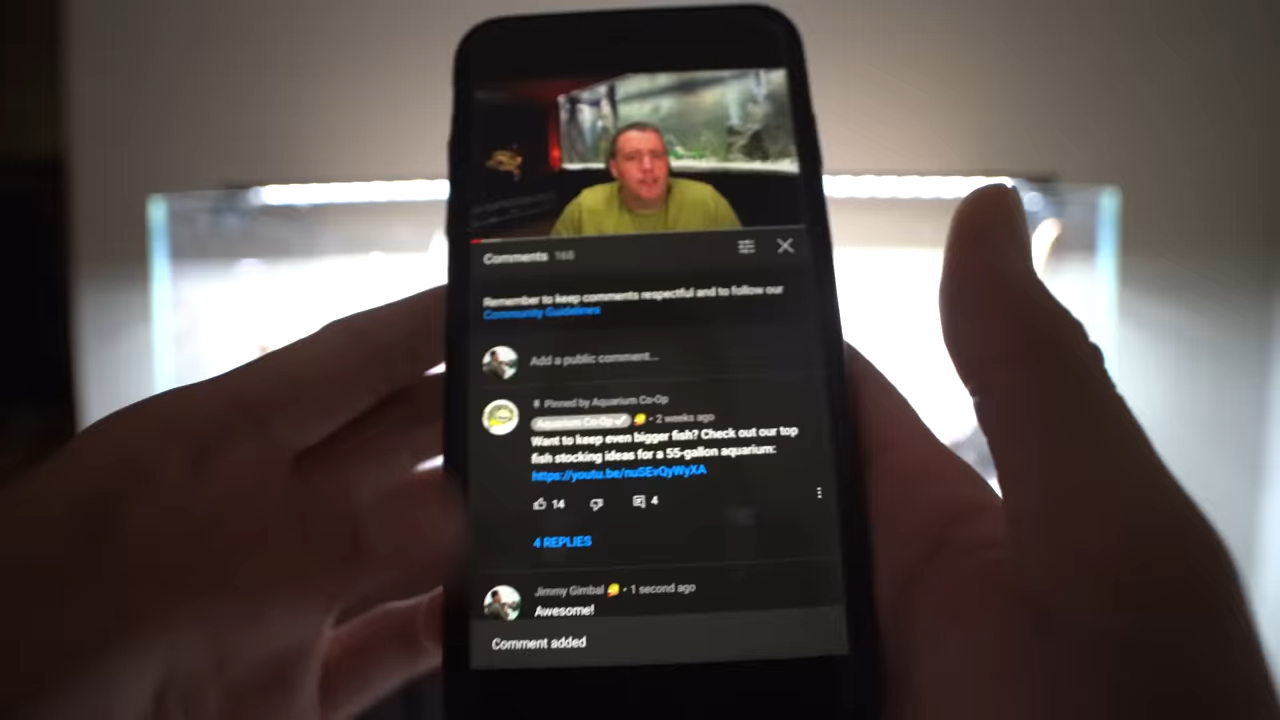 Comments 168
Remember to keep comments respectful and to follow our
Community Guidelines
Add a public comment...
Pinned by Aquarium Co-Op
Aquarium Co-Op • 2 weeks ago
Want to keep even bigger fish? Check out our top
fish stocking ideas for a 55-gallon aquarium:
https://youtu.be/nuSEvQyWyXA
14 4
4 REPLIES
Jimmy Gimbal • 1 second ago
Awesome!
Comment added